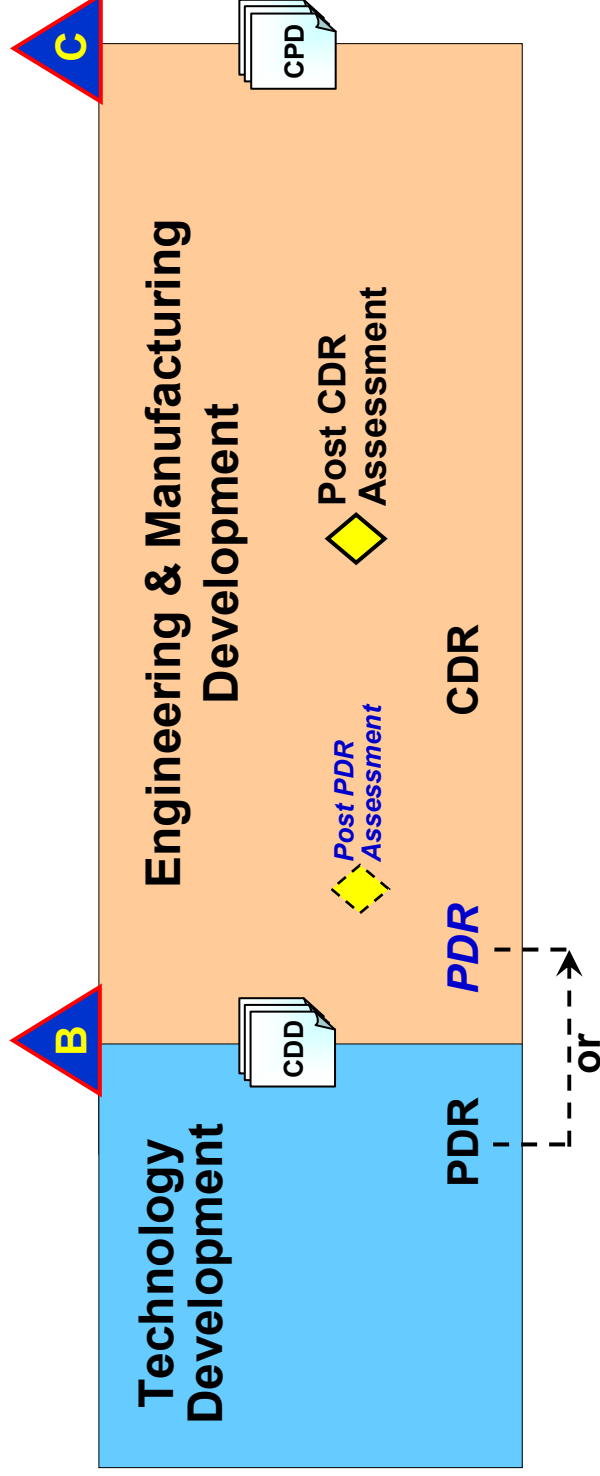 B
C
Technology
Development
Engineering & Manufacturing
Development
CDD
CPD
Post PDR
Assessment
Post CDR
Assessment
PDR
PDR
CDR
or